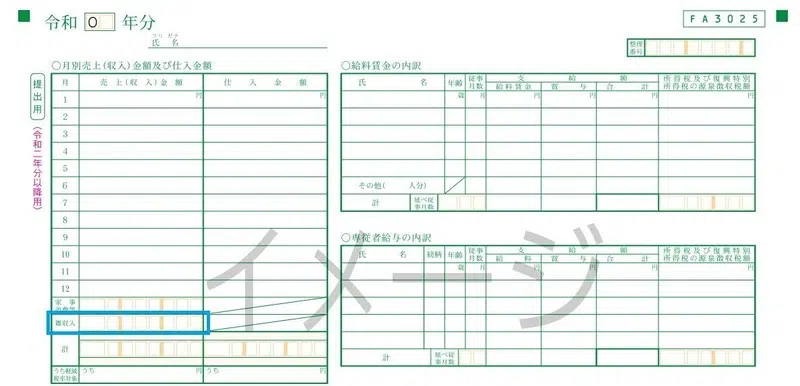 令和 0 年分
フリ ガナ
氏 名
FA3025
整理番号
提出用
(令和二年分以降用)
○月別売上(収入)金額及び仕入金額
月 売上(収入)金額 仕入金額
1 円 円
2
3
4
5
6
7
8
9
10
11
12
家事
雑収入
計
うち軽減税率対象 うち うち
○給料賃金の内訳
氏 名 年齢 従事月数 支給額 所得税及び復興特別所得税の源泉徴収税額
給料賃金 賞与 合計
歳 月 円 円 円 円
その他( 人分)
計 延べ従事月数
○専従者給与の内訳
氏 名 続柄 年齢 従事月数 支給額 所得税及び復興特別所得税の源泉徴収税額
給料 賞与 合計
歳 月 円 円 円 円
計 延べ従事月数
イメージ